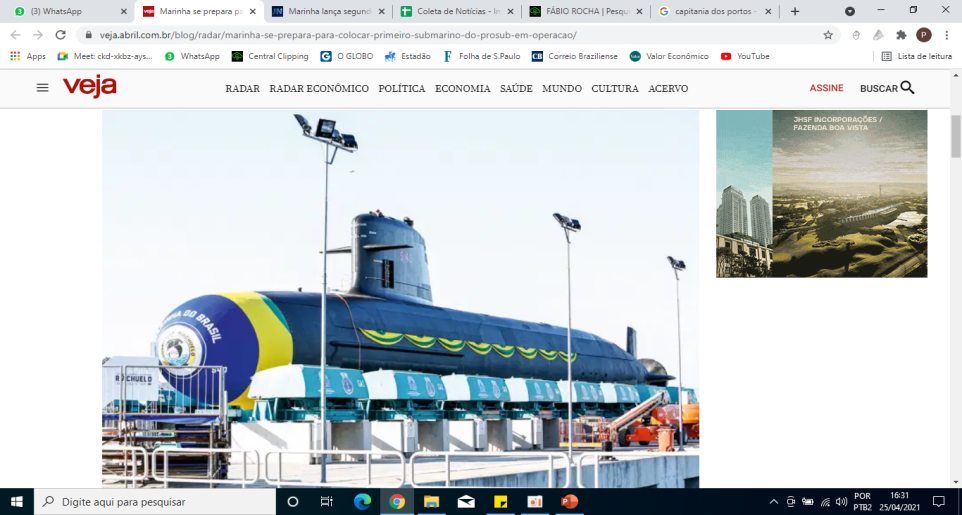 (3) WhatsApp
Marinha se prepara pa
Marinha lança segund
Coleta de Notícias - In
FÁBIO ROCHA | Pesqu
capitania dos portos -
veja.abril.com.br/blog/radar/marinha-se-prepara-para-colocar-primeiro-submarino-do-prosub-em-operacao/
P
Apps
Meet: ckd-xkbz-ays...
WhatsApp
Central Clipping
O GLOBO
Estadão
Folha de S.Paulo
Correio Braziliense
Valor Econômico
YouTube
Lista de leitura
veja
RADAR RADAR ECONÔMICO POLÍTICA ECONOMIA SAÚDE MUNDO CULTURA ACERVO
ASSINE
BUSCAR
JHSF INCORPORAÇÕES /
FAZENDA BOA VISTA
DO BRASIL
S40
Digite aqui para pesquisar
POR
PTB2
16:31
25/04/2021